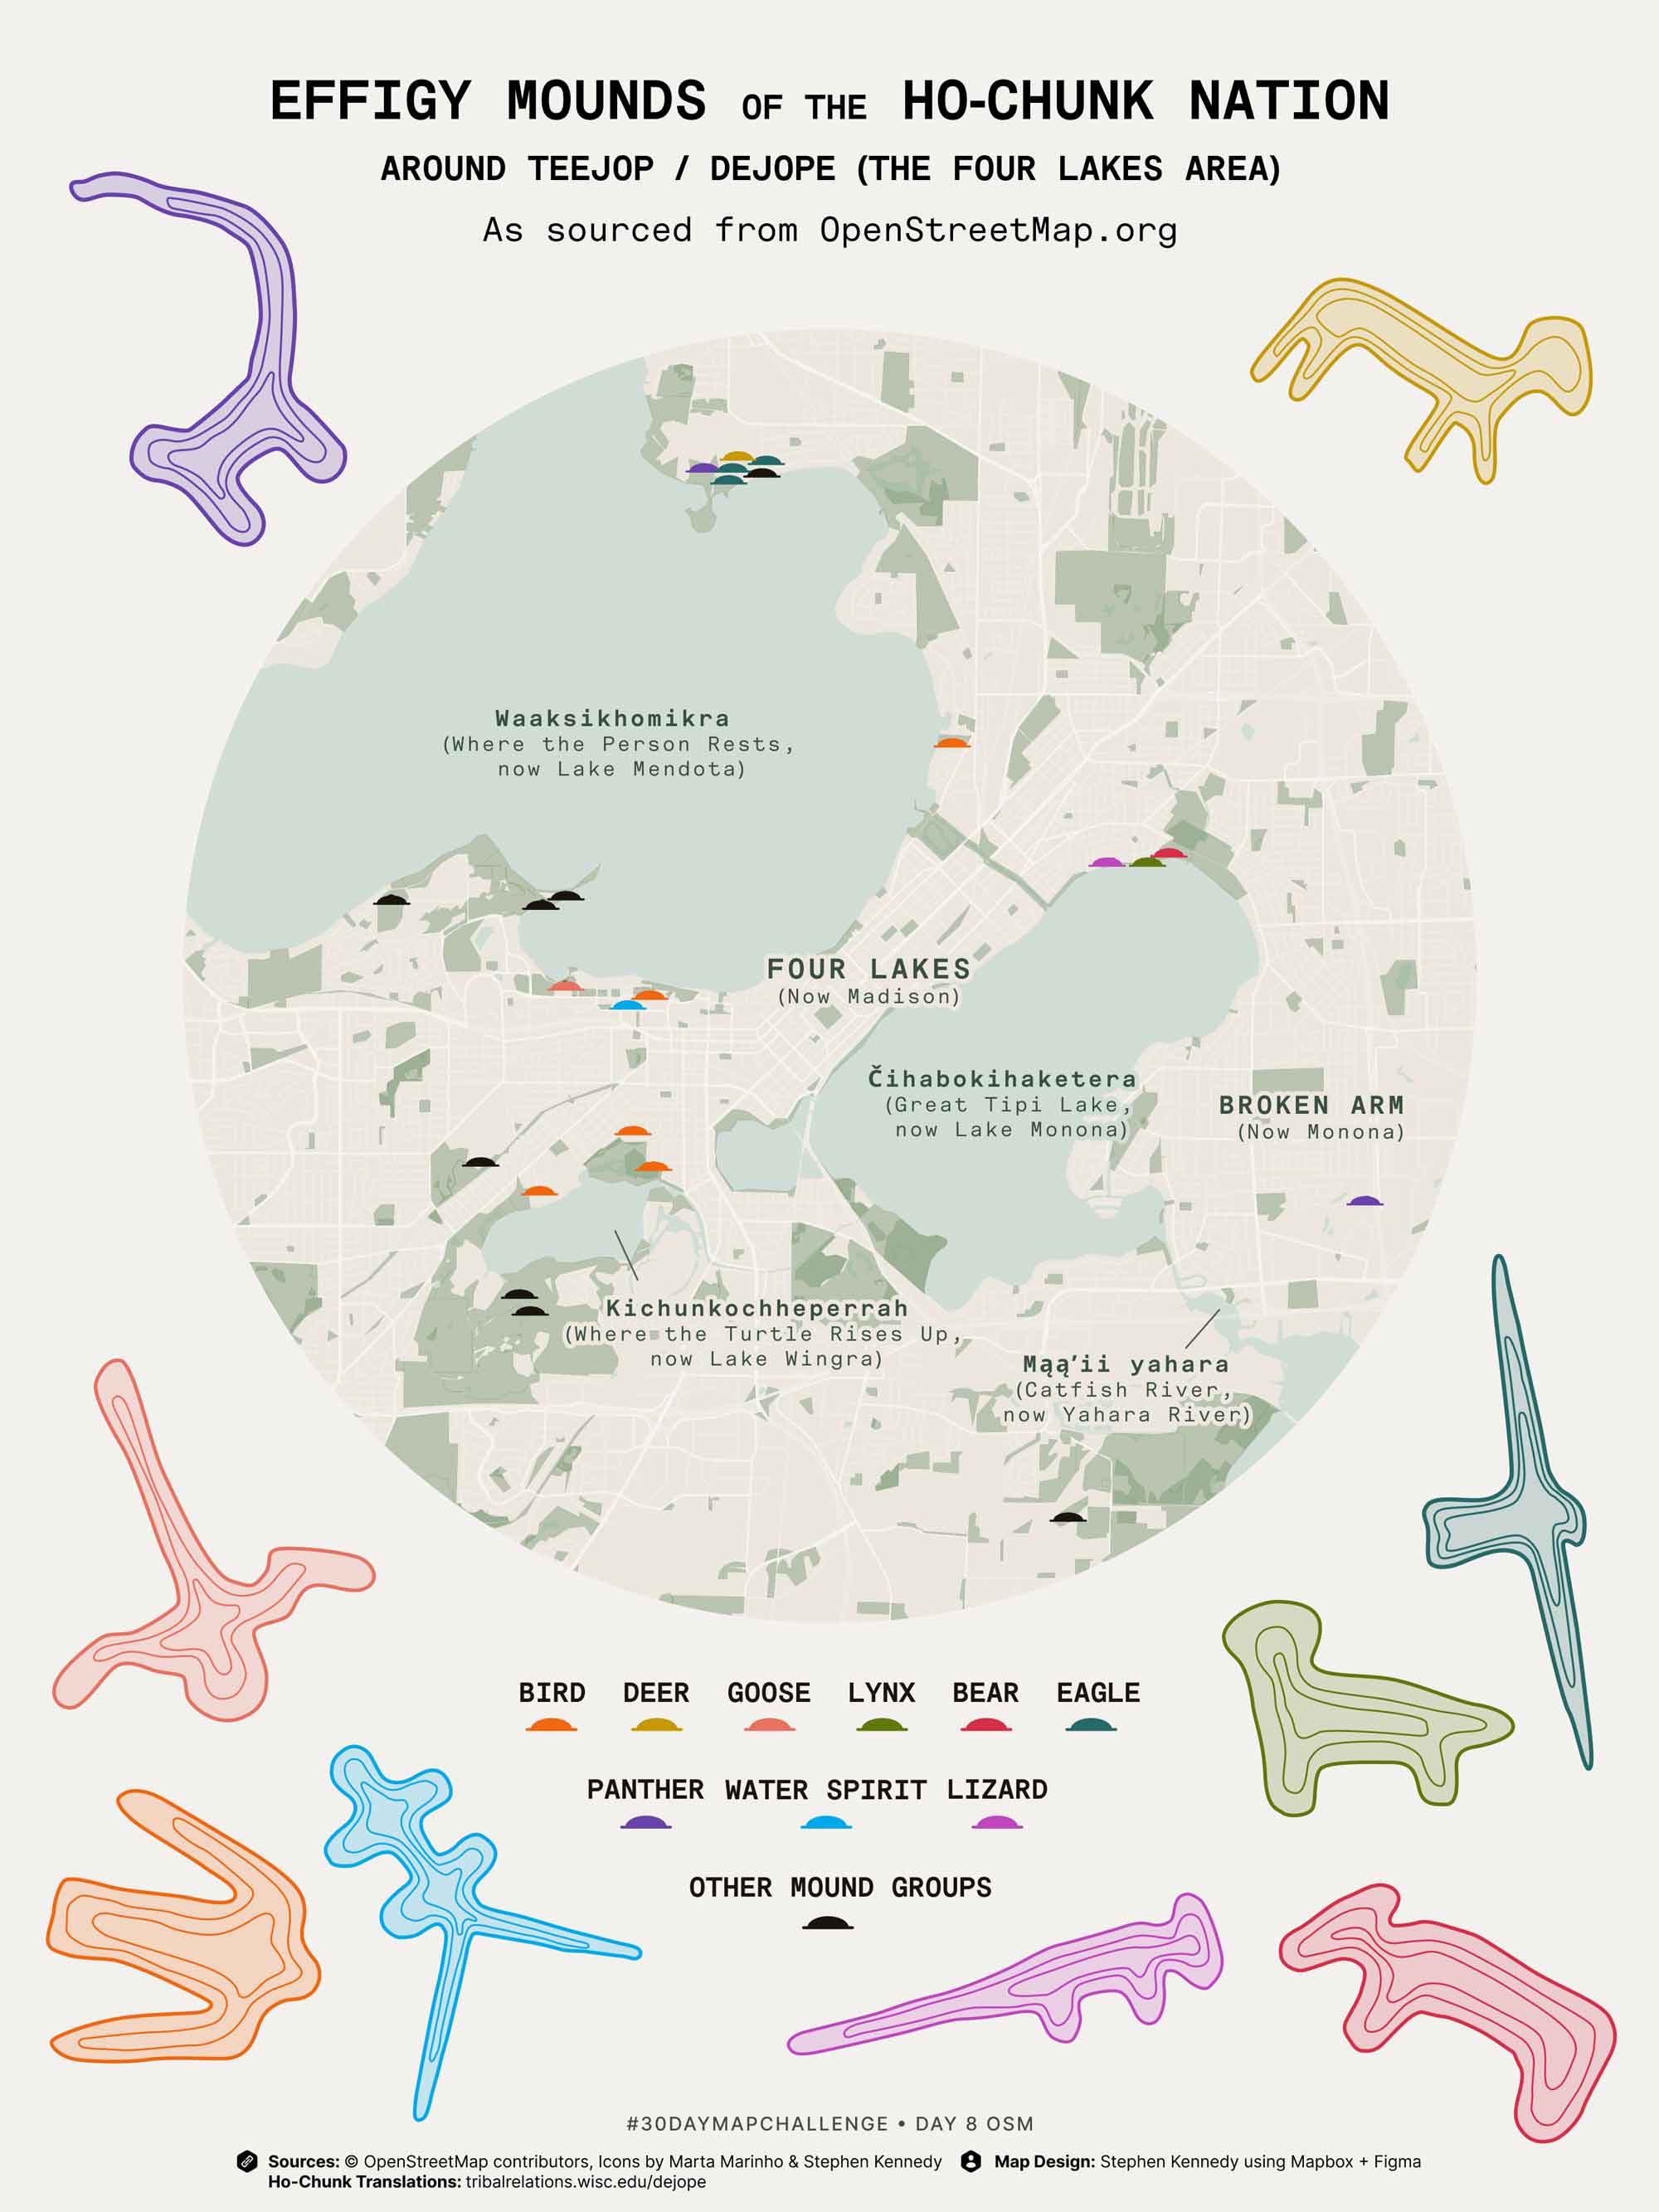 EFFIGY MOUNDS OF THE HO-CHUNK NATION
AROUND TEEJOP / DEJOPE (THE FOUR LAKES AREA)
As sourced from OpenStreetMap.org
Waaksikhomikra
(Where the Person Rests,
now Lake Mendota)
FOUR LAKES
(Now Madison)
Čihabokihaketera
(Great Tipi Lake,
now Lake Monona)
BROKEN ARM
(Now Monona)
Kichunkochheperrah
(Where the Turtle Rises Up,
now Lake Wingra)
Mąą’ii yahara
(Catfish River,
now Yahara River)
BIRD DEER GOOSE LYNX BEAR EAGLE
PANTHER WATER SPIRIT LIZARD
OTHER MOUND GROUPS
#30DAYMAPCHALLENGE • DAY 8 OSM
Sources: © OpenStreetMap contributors, Icons by Marta Marinho & Stephen Kennedy Map Design: Stephen Kennedy using Mapbox + Figma
Ho-Chunk Translations: tribalrelations.wisc.edu/dejope